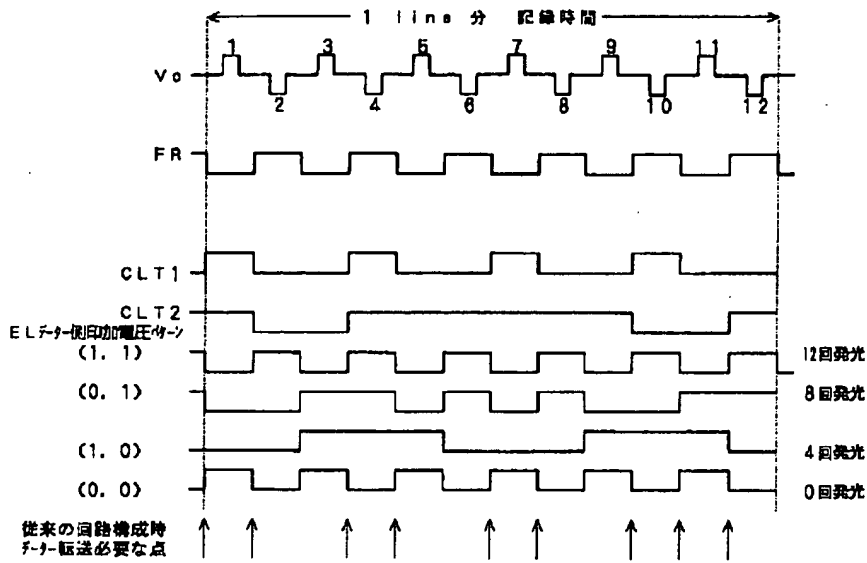 1 line 分 記録時間
1 3 5 7 9 11
Vo
2 4 6 8 10 12
FR
CLT1
CLT2
ELデーター側印加電圧パターン
(1.1) 12回発光
(0.1) 8回発光
(1.0) 4回発光
(0.0) 0回発光
従来の回路構成時
データー転送必要な点